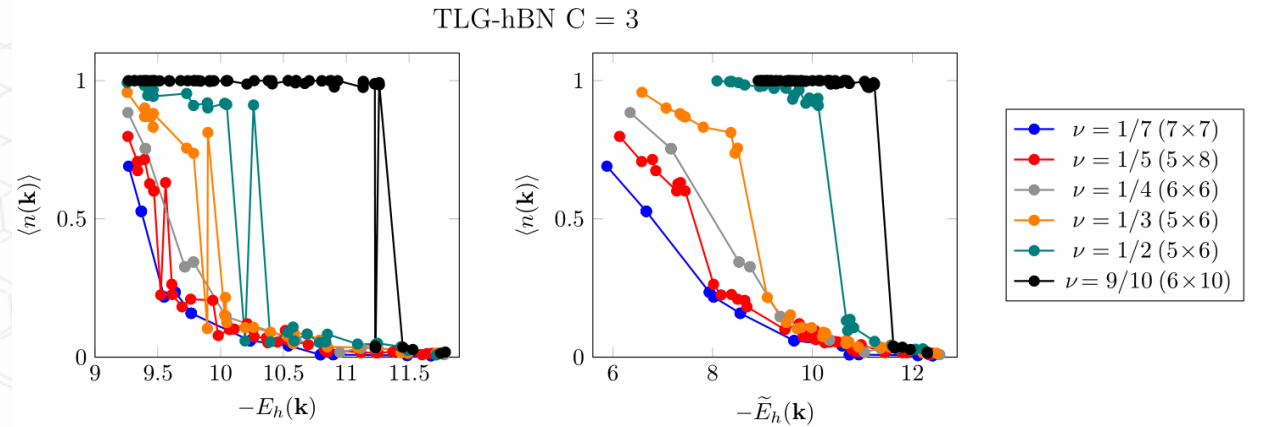 TLG-hBN C = 3
⟨n(k)⟩
1
0.5
0
9
9.5
10
10.5
11
11.5
−E_h(k)
⟨n(k)⟩
1
0.5
0
6
8
10
12
−Ẽ_h(k)
ν = 1/7 (7×7)
ν = 1/5 (5×8)
ν = 1/4 (6×6)
ν = 1/3 (5×6)
ν = 1/2 (5×6)
ν = 9/10 (6×10)